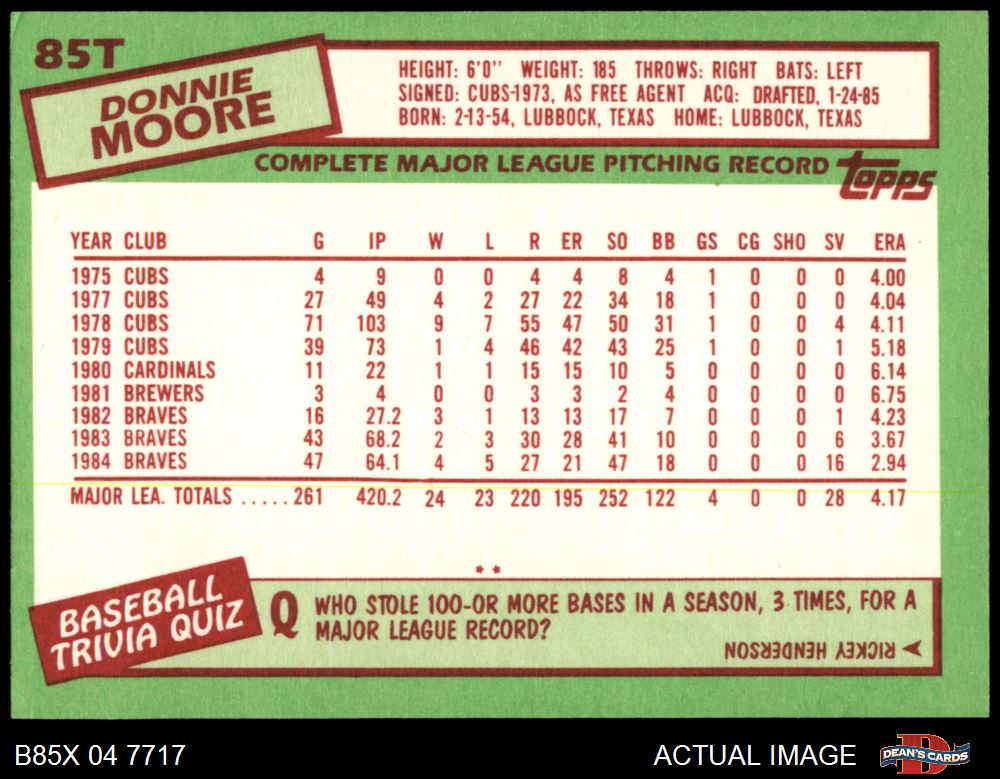 85T
DONNIE
MOORE
HEIGHT: 6'0" WEIGHT: 185 THROWS: RIGHT BATS: LEFT
SIGNED: CUBS-1973, AS FREE AGENT ACQ: DRAFTED, 1-24-85
BORN: 2-13-54, LUBBOCK, TEXAS HOME: LUBBOCK, TEXAS
COMPLETE MAJOR LEAGUE PITCHING RECORD
topps
YEAR CLUB G IP W L R ER SO BB GS CG SHO SV ERA
1975 CUBS 4 9 0 0 4 4 8 4 1 0 0 0 4.00
1977 CUBS 27 49 4 2 27 22 34 18 1 0 0 0 4.04
1978 CUBS 71 103 9 7 55 47 50 31 1 0 0 4 4.11
1979 CUBS 39 73 1 4 46 42 43 25 1 0 0 1 5.18
1980 CARDINALS 11 22 1 1 15 15 10 5 0 0 0 0 6.14
1981 BREWERS 3 4 0 0 3 3 2 4 0 0 0 0 6.75
1982 BRAVES 16 27.2 3 1 13 13 17 7 0 0 0 1 4.23
1983 BRAVES 43 68.2 2 3 30 28 41 10 0 0 0 6 3.67
1984 BRAVES 47 64.1 4 5 27 21 47 18 0 0 0 16 2.94
MAJOR LEA. TOTALS ..... 261 420.2 24 23 220 195 252 122 4 0 0 28 4.17
**
BASEBALL
TRIVIA QUIZ
Q WHO STOLE 100-OR MORE BASES IN A SEASON, 3 TIMES, FOR A
MAJOR LEAGUE RECORD?
RICKEY HENDERSON
B85X 04 7717
ACTUAL IMAGE
DEAN'S CARDS